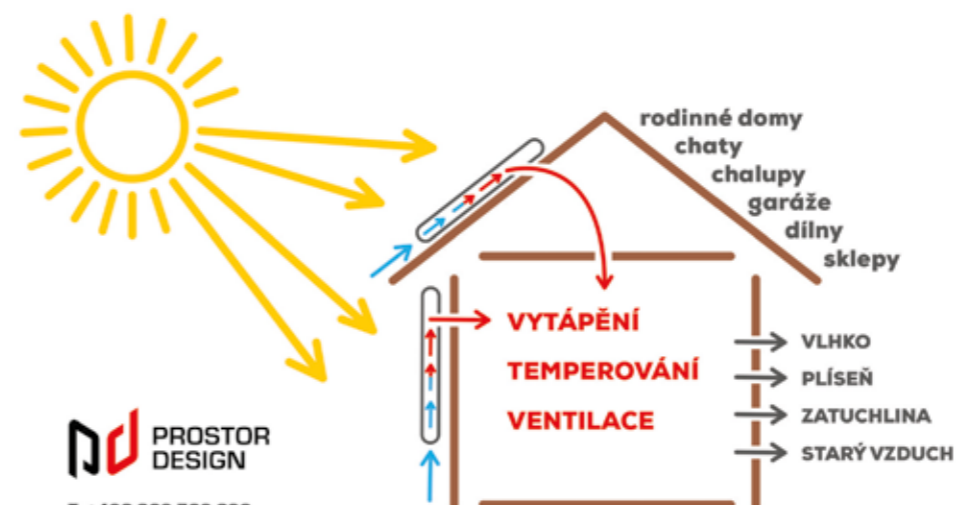 rodinné domy
chaty
chalupy
garáže
dílny
sklepy
VYTÁPĚNÍ
TEMPEROVÁNÍ
VENTILACE
VLHKO
PLÍSEŇ
ZATUCHLINA
STARÝ VZDUCH
PROSTOR
DESIGN